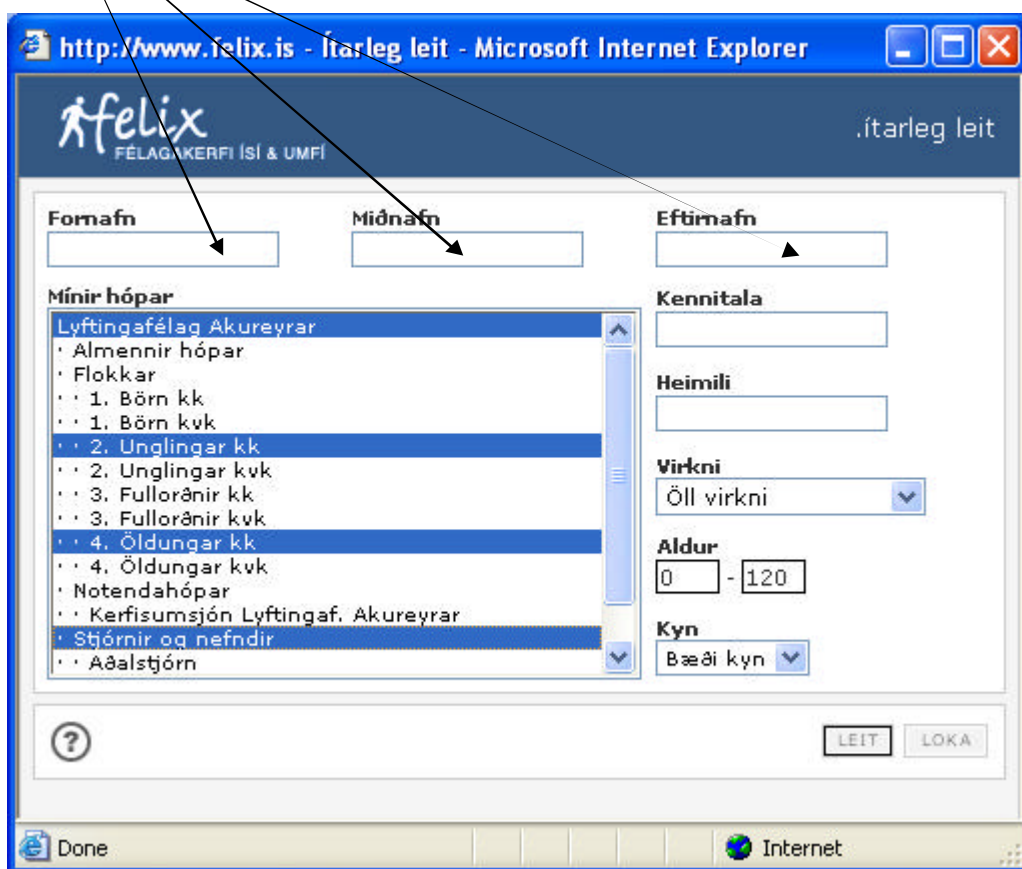 http://www.felix.is - Ítarleg leit - Microsoft Internet Explorer
felix
FÉLAGAKERFI ÍSÍ & UMFÍ
.ítarleg leit
Fornafn
Miðnafn
Eftirnafn
Mínir hópar
Lyftingafélag Akureyrar
· Almennir hópar
· Flokkar
· · 1. Börn kk
· · 1. Börn kvk
· · 2. Unglingar kk
· · 2. Unglingar kvk
· · 3. Fullorðnir kk
· · 3. Fullorðnir kvk
· · 4. Öldungar kk
· · 4. Öldungar kvk
· Notendahópar
· · Kerfisumsjón Lyftingaf. Akureyrar
· Stjórnir og nefndir
· · Aðalstjórn
Kennitala
Heimili
Virkni
Öll virkni
Aldur
0 - 120
Kyn
Bæði kyn
?
LEIT LOKA
Done
Internet